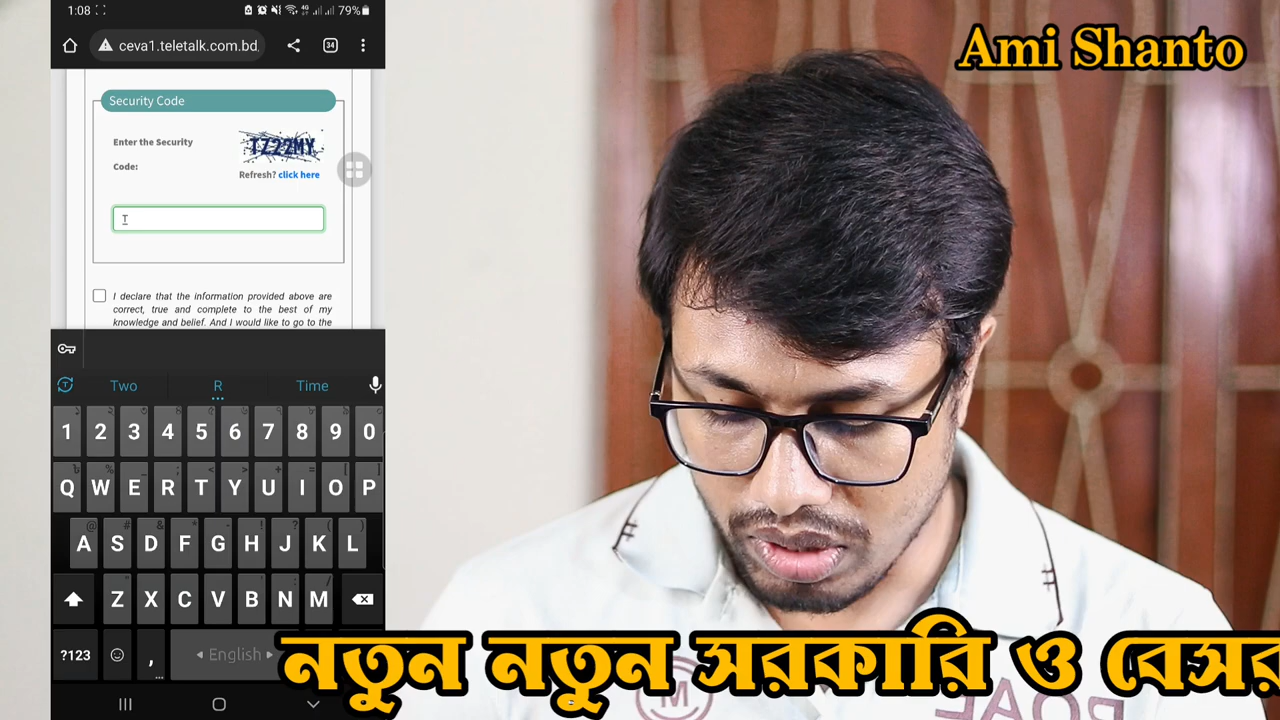 1:08
79%
Ami Shanto
ceva1.teletalk.com.bd.
34
Security Code
Enter the Security
Code:
TZ22MY
Refresh? click here
T
I declare that the information provided above are
correct, true and complete to the best of my
knowledge and belief. And I would like to go to the
Two R Time
1 2 3 4 5 6 7 8 9 0
Q W E R T Y U I O P
A S D F G H J K L
Z X C V B N M
?123 , English
নতুন নতুন সরকারি ও বেসর
M
POAL